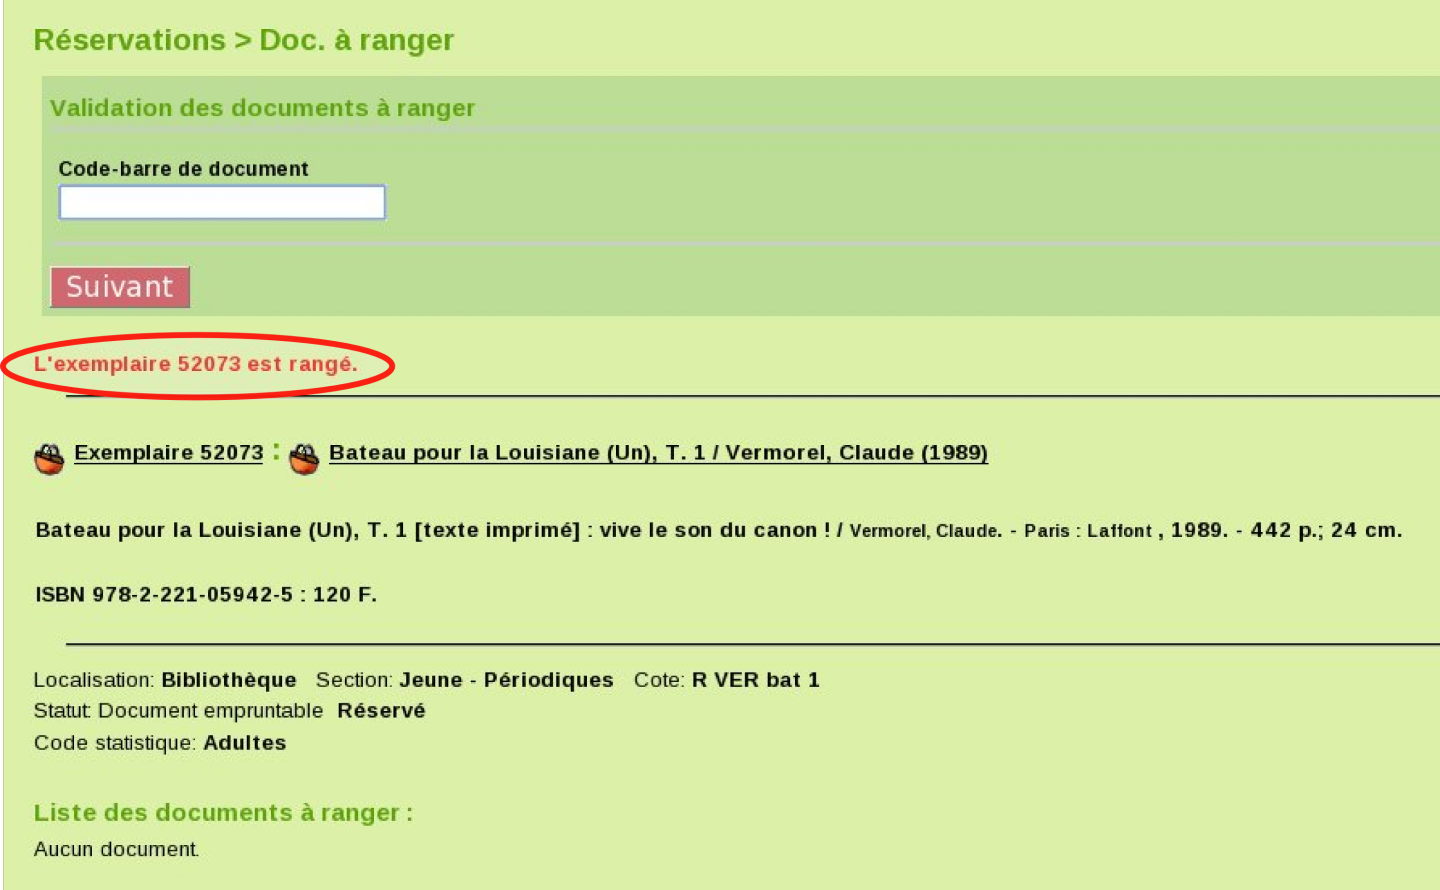 Réservations > Doc. à ranger
Validation des documents à ranger
Code-barre de document
Suivant
L'exemplaire 52073 est rangé.
Exemplaire 52073 : Bateau pour la Louisiane (Un), T. 1 / Vermorel, Claude (1989)
Bateau pour la Louisiane (Un), T. 1 [texte imprimé] : vive le son du canon ! / Vermorel, Claude. - Paris : Laffont , 1989. - 442 p.; 24 cm.
ISBN 978-2-221-05942-5 : 120 F.
Localisation: Bibliothèque Section: Jeune - Périodiques Cote: R VER bat 1
Statut: Document empruntable Réservé
Code statistique: Adultes
Liste des documents à ranger :
Aucun document.